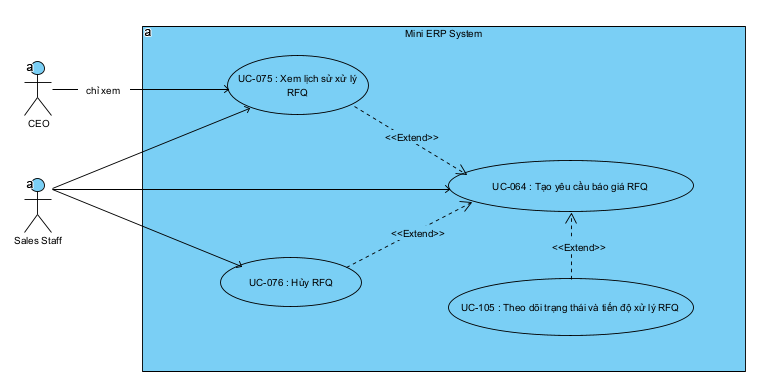 a
Mini ERP System
a
CEO
chỉ xem
UC-075 : Xem lịch sử xử lý
RFQ
<<Extend>>
a
Sales Staff
UC-064 : Tạo yêu cầu báo giá RFQ
<<Extend>>
<<Extend>>
UC-076 : Hủy RFQ
UC-105 : Theo dõi trạng thái và tiến độ xử lý RFQ